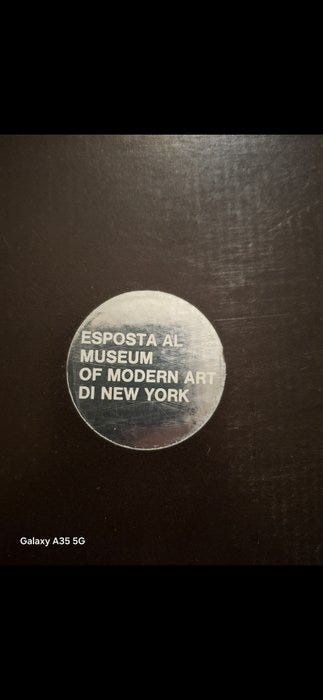 ESPOSTA AL
MUSEUM
OF MODERN ART
DI NEW YORK
Galaxy A35 5G